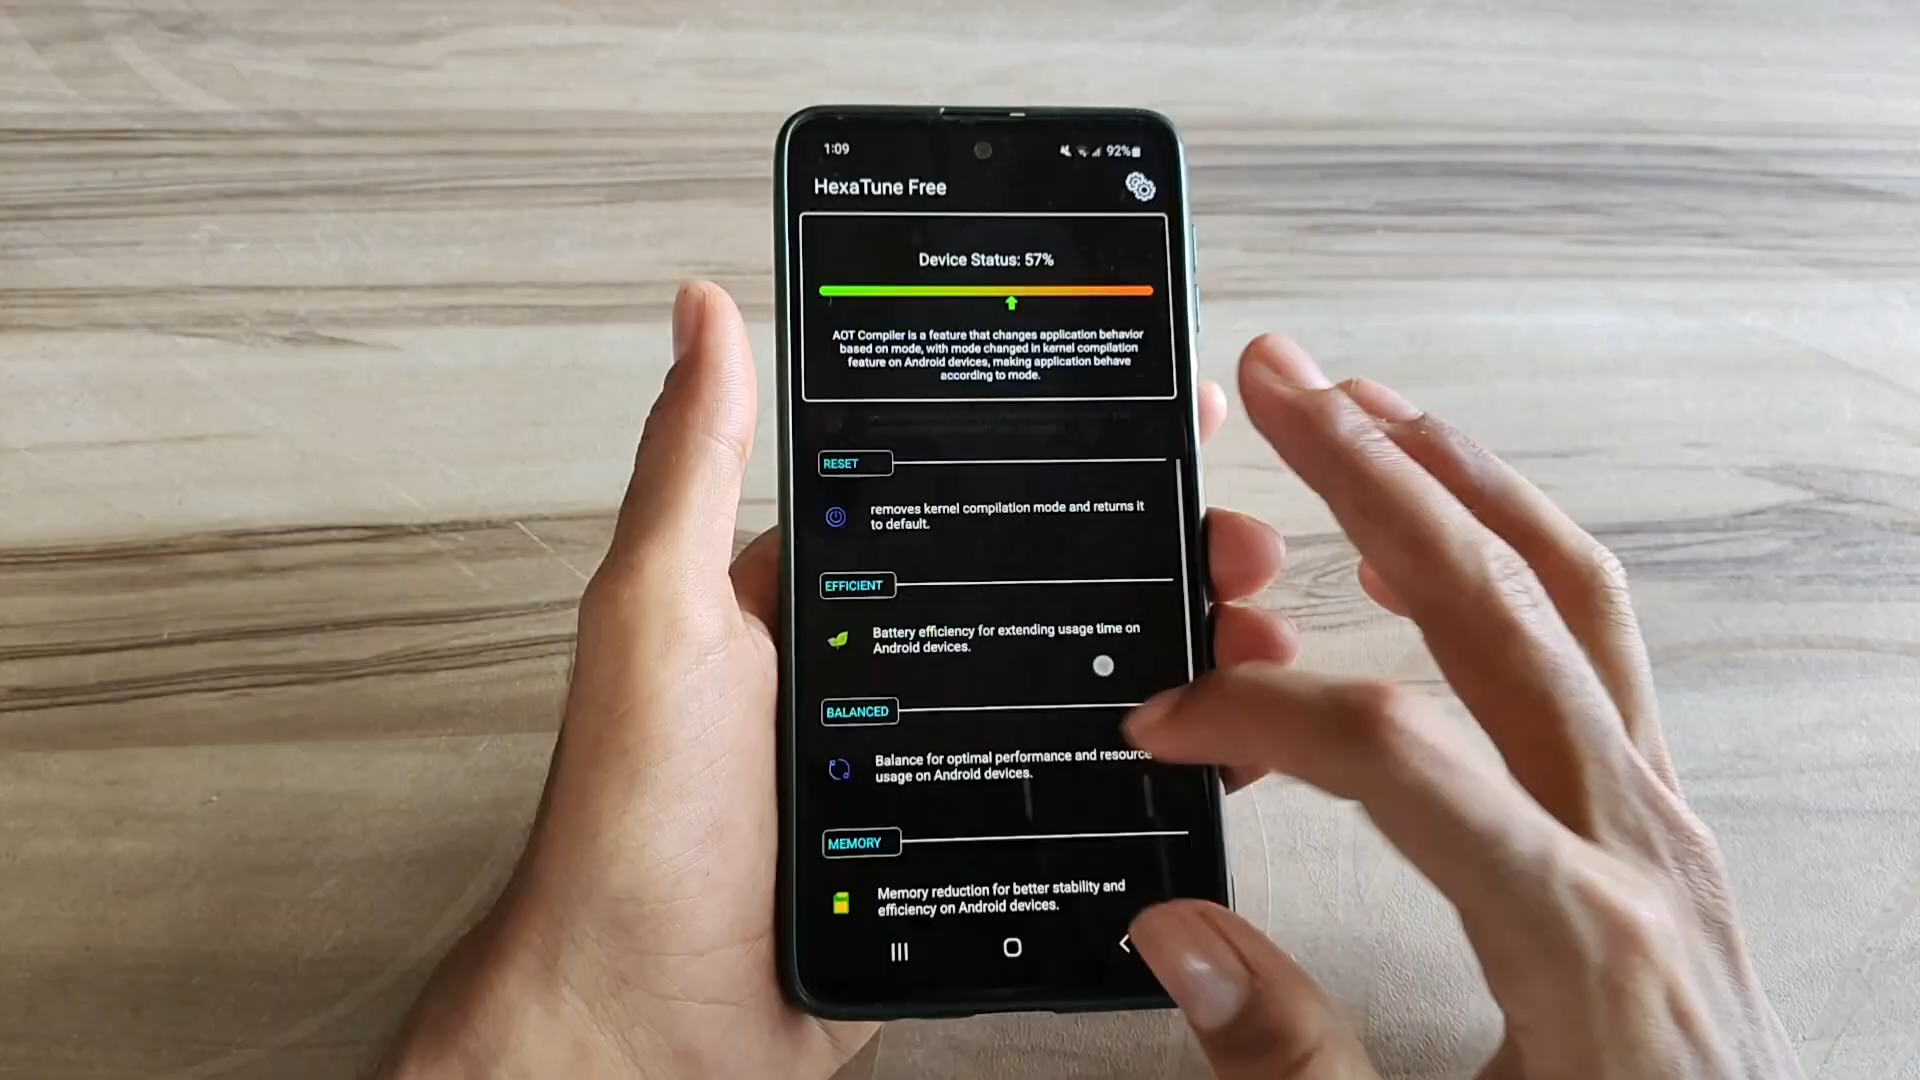 1:09
92%
HexaTune Free
Device Status: 57%
AOT Compiler is a feature that changes application behavior
based on mode, with mode changed in kernel compilation
feature on Android devices, making application behave
according to mode.
RESET
removes kernel compilation mode and returns it
to default.
EFFICIENT
Battery efficiency for extending usage time on
Android devices.
BALANCED
Balance for optimal performance and resource
usage on Android devices.
MEMORY
Memory reduction for better stability and
efficiency on Android devices.